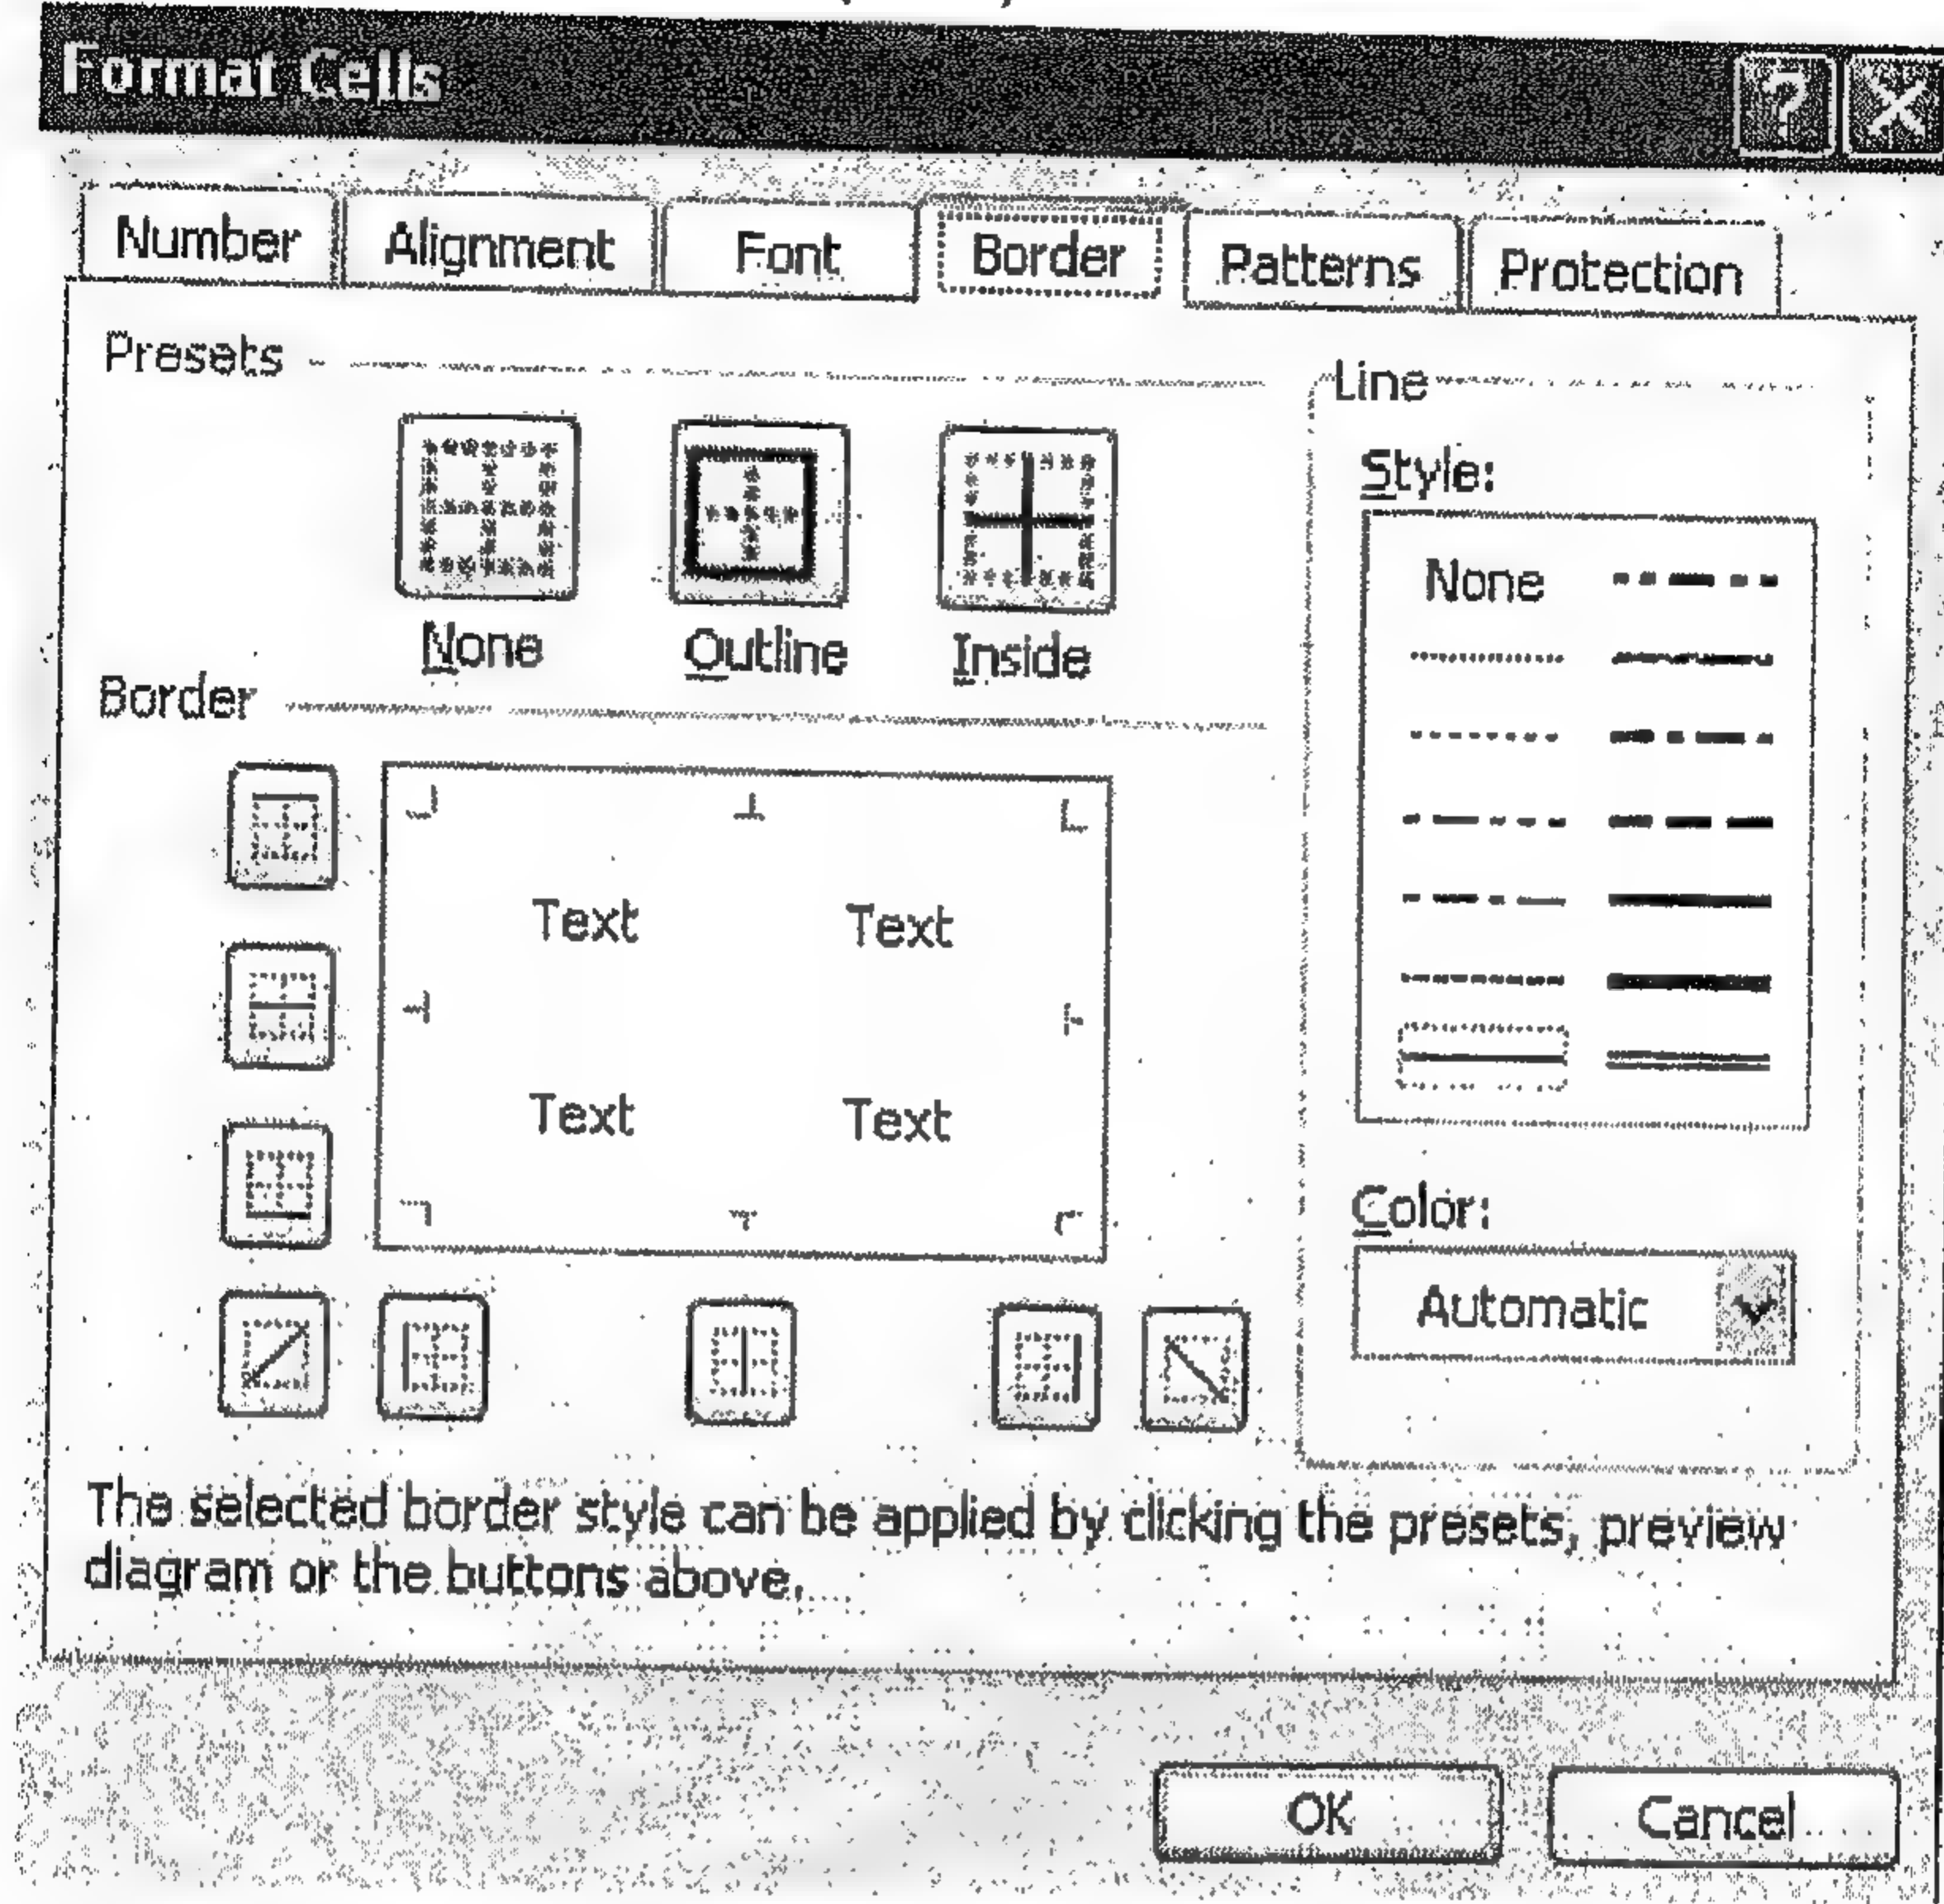 Format Cells
? X
Number Alignment Font Border Patterns Protection
Presets
None Outline Inside
Border
Text Text
Text Text
Line
Style:
None
Color:
Automatic
The selected border style can be applied by clicking the presets, preview
diagram or the buttons above.
OK Cancel